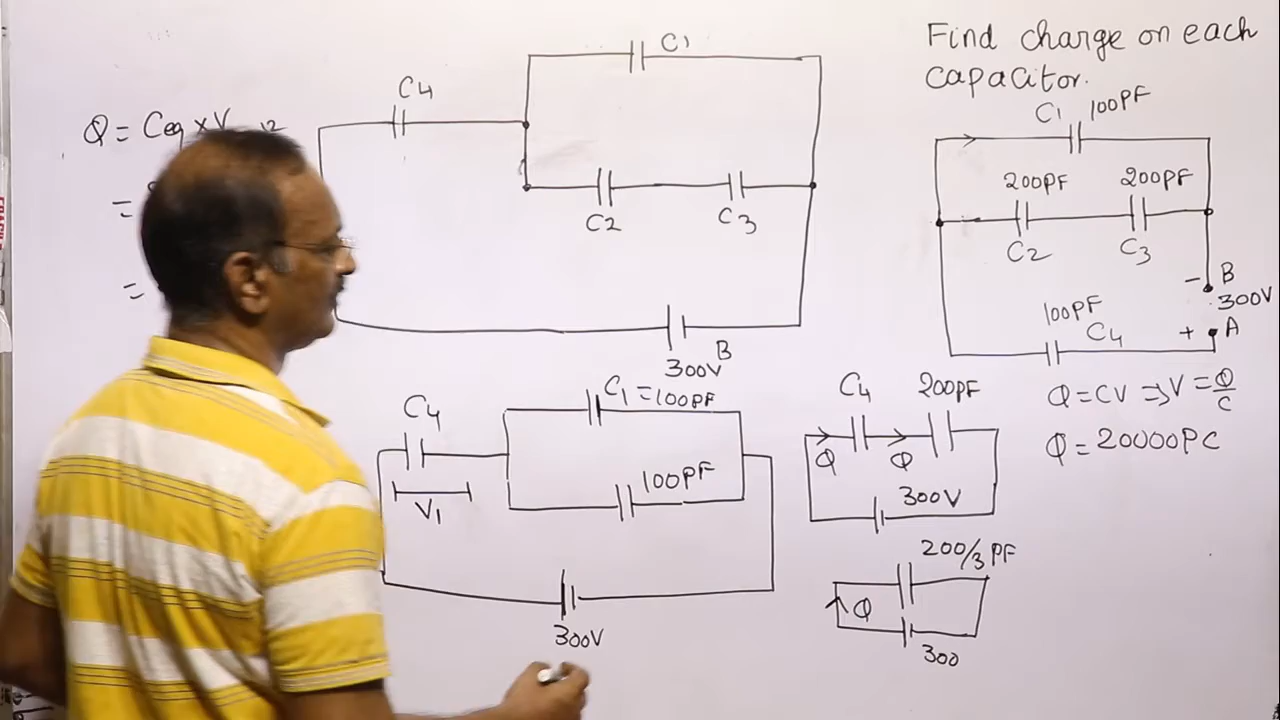 Find charge on each
capacitor.
C1 100PF
200PF 200PF
C2 C3
- B
300V
+ A
100PF
C4
Q = CV ⇒ V = Q/C
Q = 20000PC
C1
C4
C2 C3
B
300V
Q = Ceq × V
=
=
C4
V1
C1 = 100PF
100PF
300V
C4 200PF
Q Q
300V
200/3 PF
Q
300